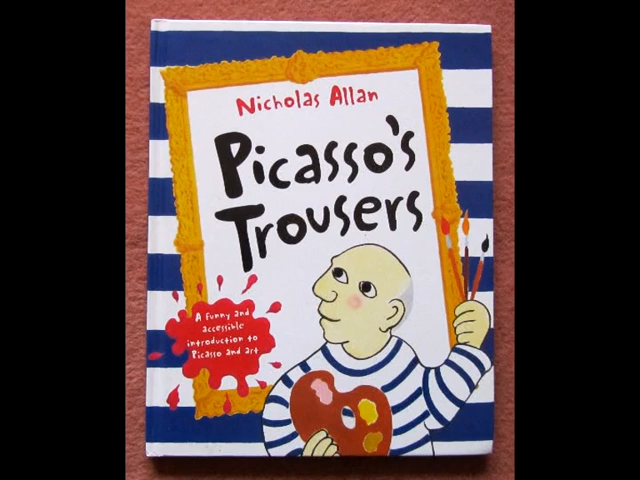 Nicholas Allan
Picasso's
Trousers
A funny and
accessible
introduction to
Picasso and art